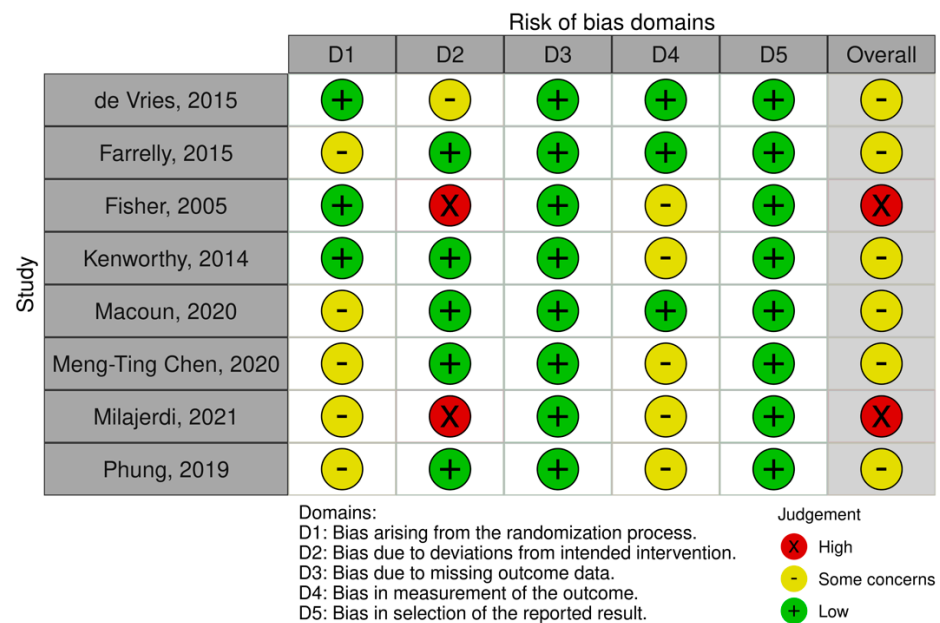 Risk of bias domains
D1 D2 D3 D4 D5 Overall
Study
de Vries, 2015 + - + + + -
Farrelly, 2015 - + + + + -
Fisher, 2005 + X + - + X
Kenworthy, 2014 + + + - + -
Macoun, 2020 - + + + + -
Meng-Ting Chen, 2020 - + + - + -
Milajerdi, 2021 - X + - + X
Phung, 2019 - + + - + -
Domains:
D1: Bias arising from the randomization process.
D2: Bias due to deviations from intended intervention.
D3: Bias due to missing outcome data.
D4: Bias in measurement of the outcome.
D5: Bias in selection of the reported result.
Judgement
X High
- Some concerns
+ Low